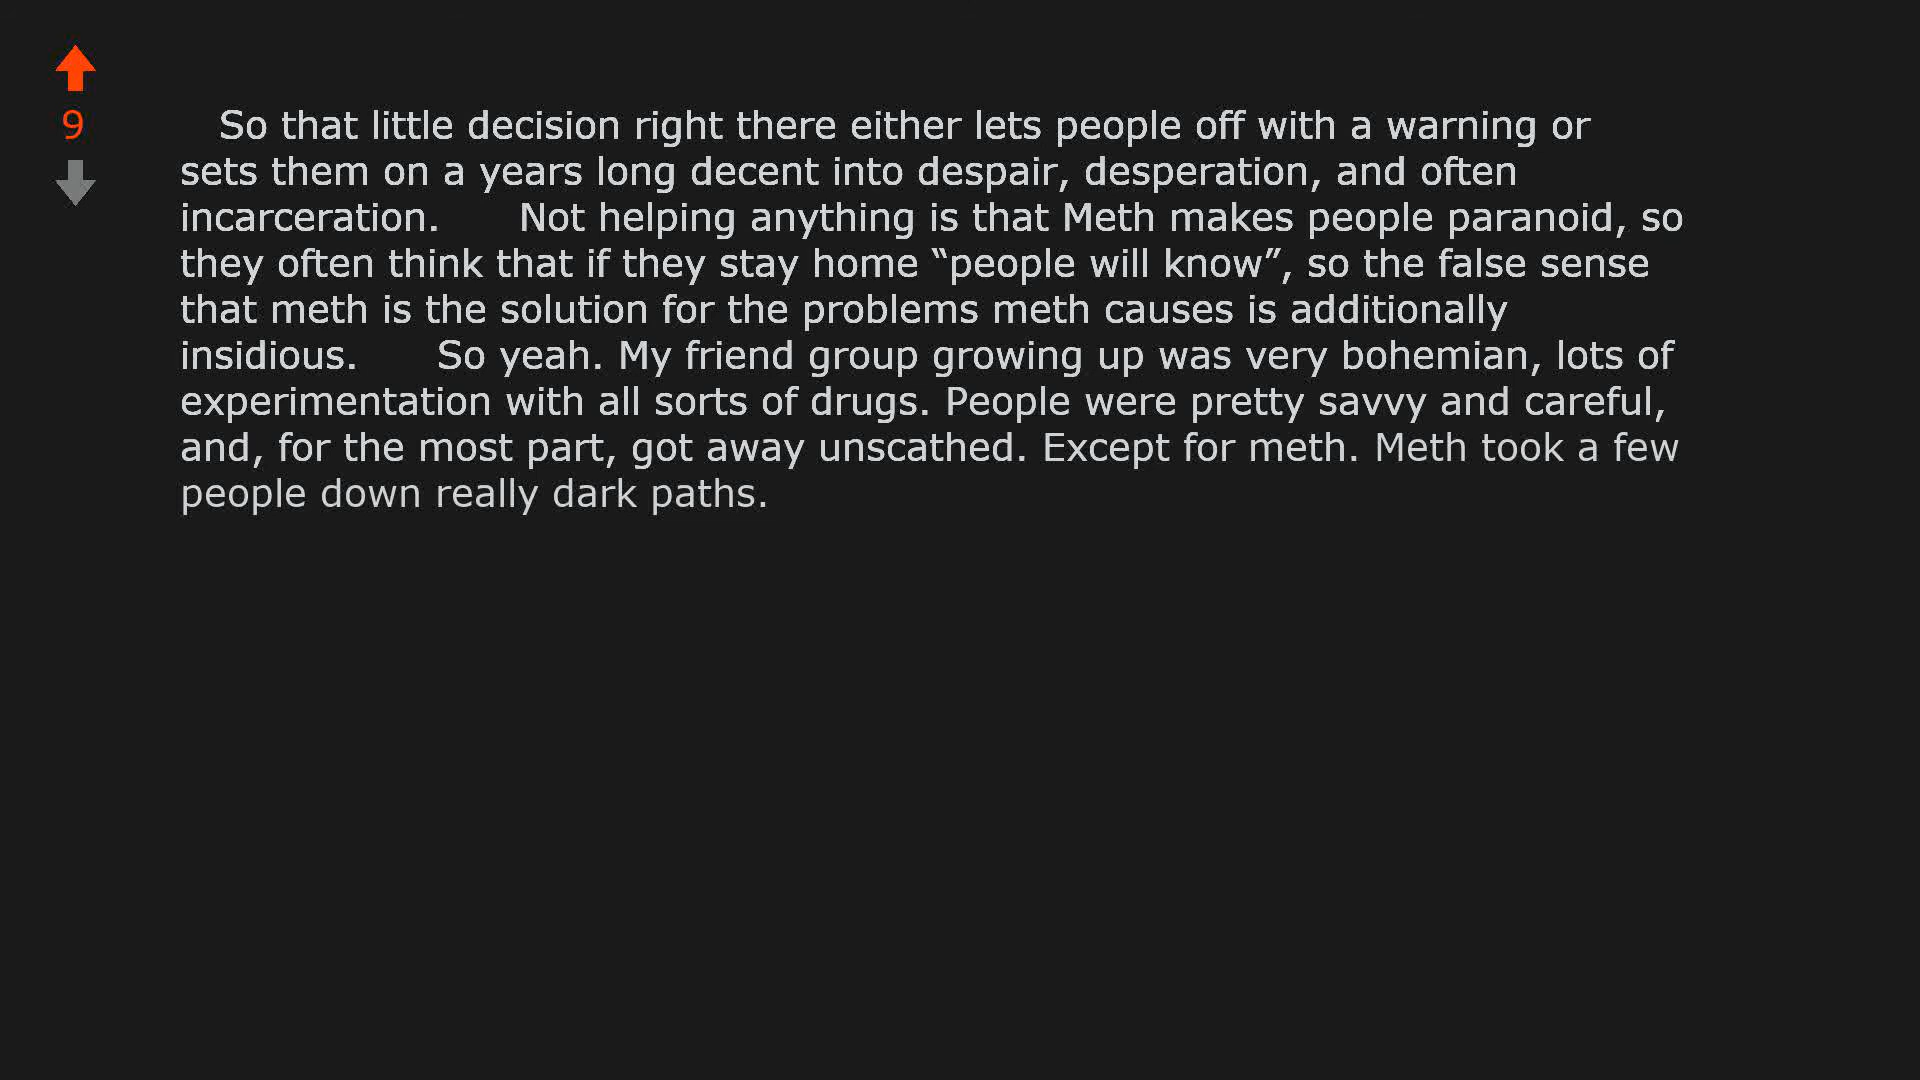 9
So that little decision right there either lets people off with a warning or
sets them on a years long decent into despair, desperation, and often
incarceration. Not helping anything is that Meth makes people paranoid, so
they often think that if they stay home “people will know”, so the false sense
that meth is the solution for the problems meth causes is additionally
insidious. So yeah. My friend group growing up was very bohemian, lots of
experimentation with all sorts of drugs. People were pretty savvy and careful,
and, for the most part, got away unscathed. Except for meth. Meth took a few
people down really dark paths.